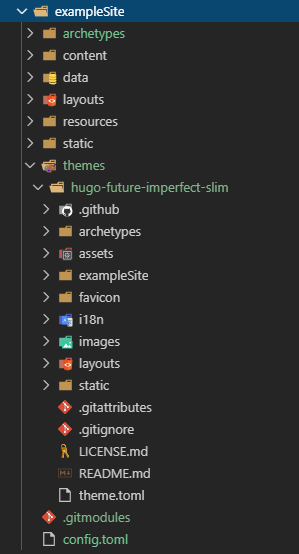 exampleSite
archetypes
content
data
layouts
resources
static
themes
hugo-future-imperfect-slim
.github
archetypes
assets
exampleSite
favicon
i18n
images
layouts
static
.gitattributes
.gitignore
LICENSE.md
README.md
theme.toml
.gitmodules
config.toml